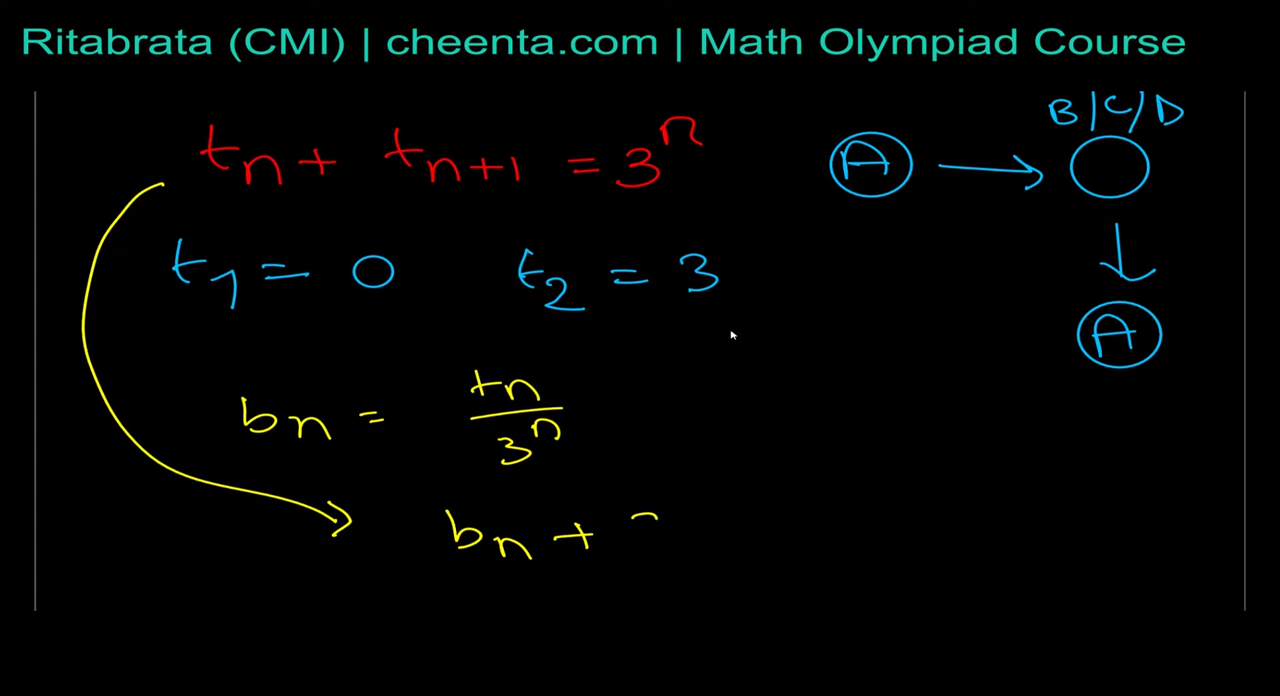 Ritabrata (CMI) | cheenta.com | Math Olympiad Course
tn + tn+1 = 3^n
B/C/D
A
t1 = 0 t2 = 3
A
bn = tn/3^n
bn +